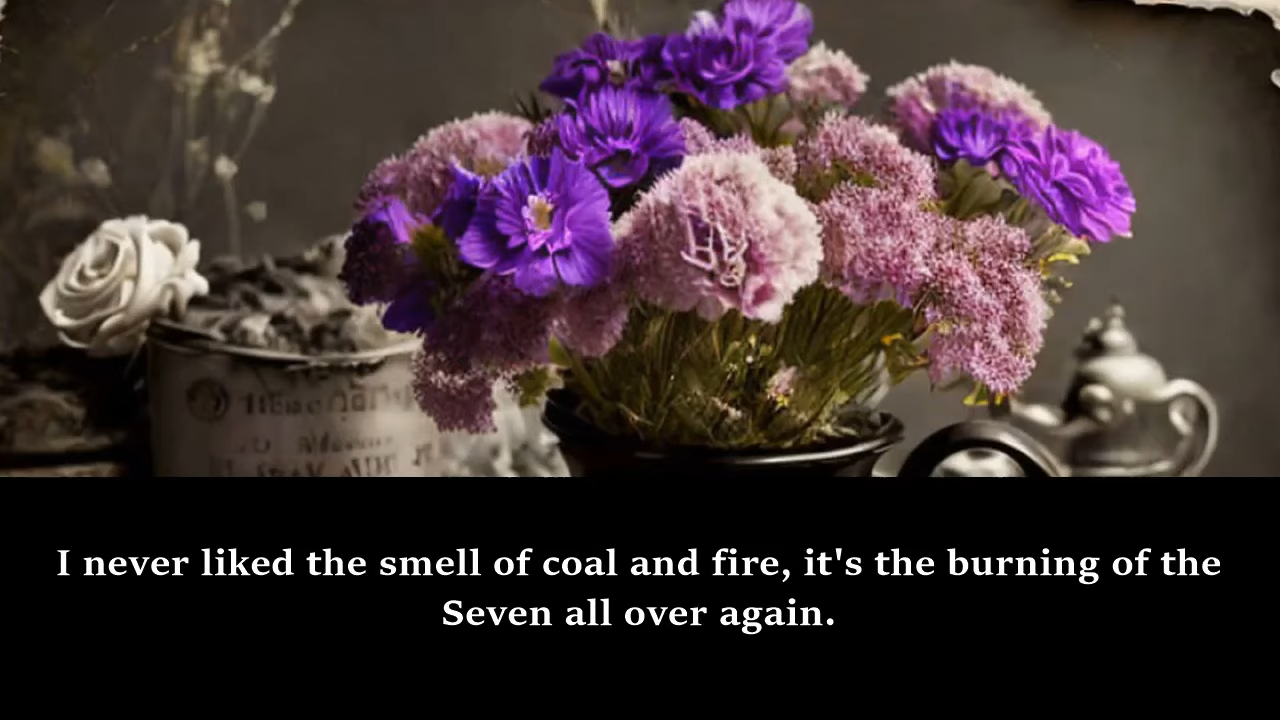 I never liked the smell of coal and fire, it's the burning of the
Seven all over again.